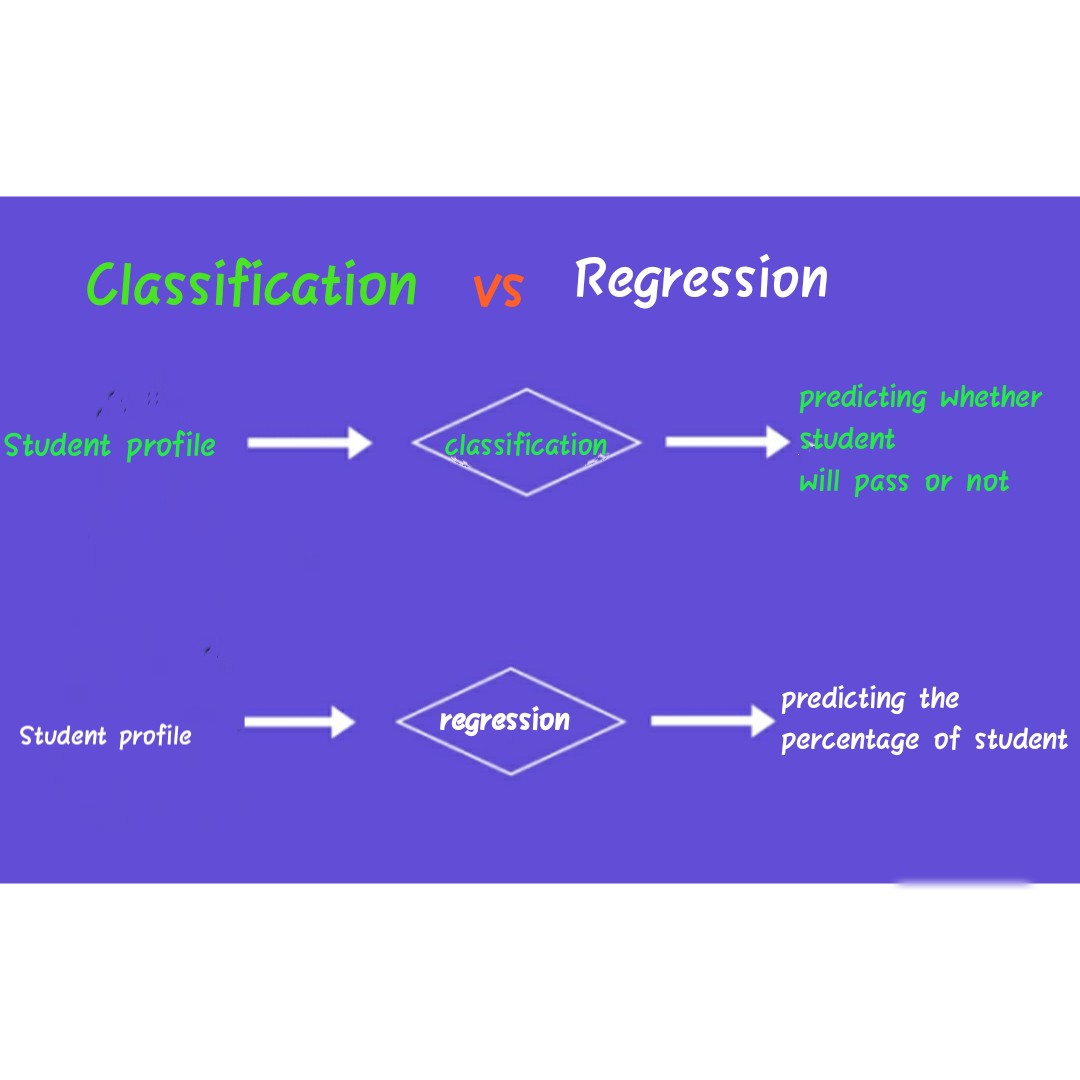 Classification vs Regression
Student profile
classification
predicting whether
student
will pass or not
Student profile
regression
predicting the
percentage of student